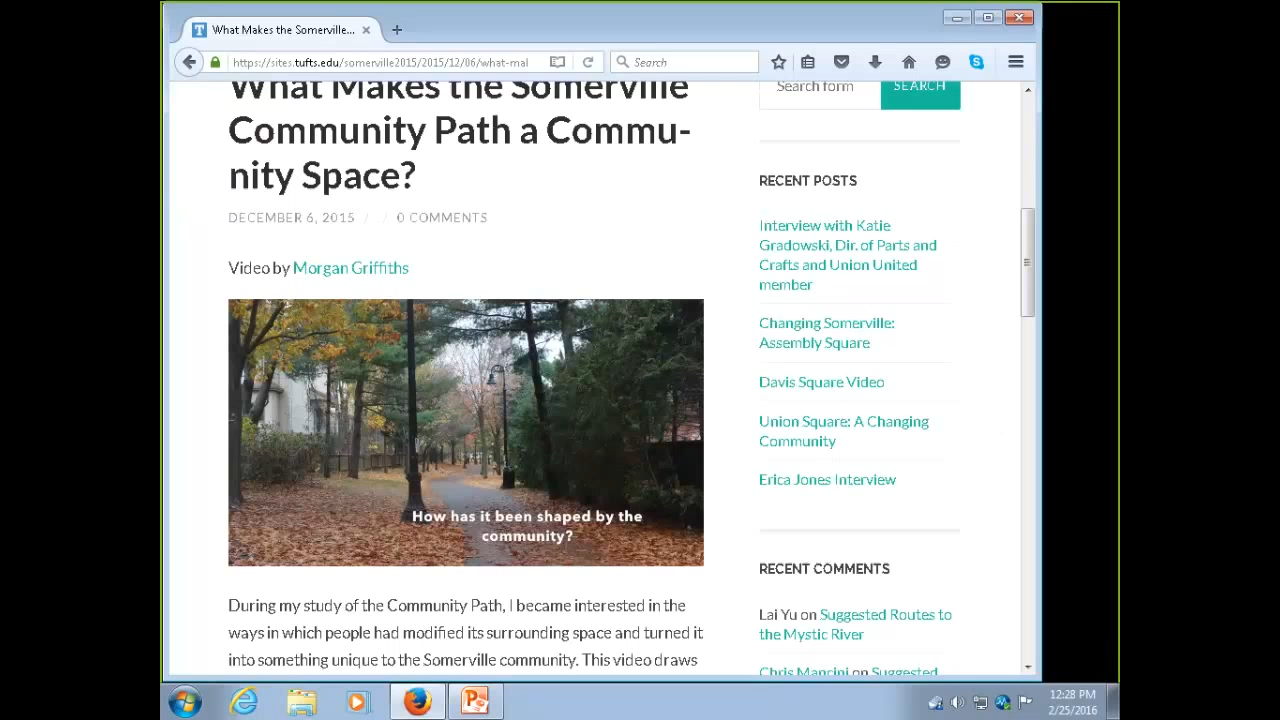 What Makes the Somerville...
https://sites.tufts.edu/somerville2015/2015/12/06/what-mal
Search
What Makes the Somerville
Community Path a Commu-
nity Space?
DECEMBER 6, 2015 / / 0 COMMENTS
Video by Morgan Griffiths
How has it been shaped by the
community?
During my study of the Community Path, I became interested in the
ways in which people had modified its surrounding space and turned it
into something unique to the Somerville community. This video draws
Search form
SEARCH
RECENT POSTS
Interview with Katie
Gradowski, Dir. of Parts and
Crafts and Union United
member
Changing Somerville:
Assembly Square
Davis Square Video
Union Square: A Changing
Community
Erica Jones Interview
RECENT COMMENTS
Lai Yu on Suggested Routes to
the Mystic River
Chris Mancini on Suggested
12:28 PM
2/25/2016